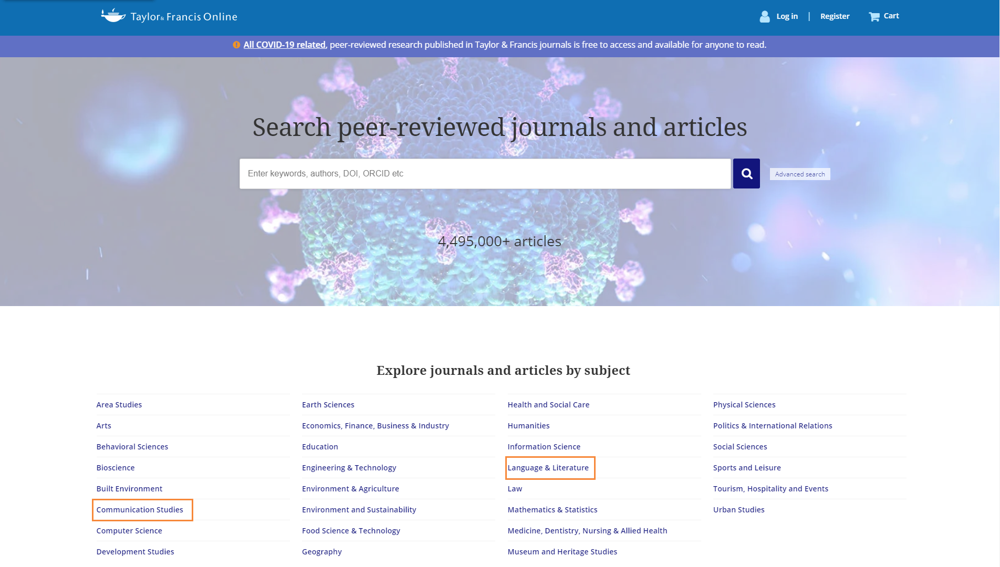 Taylor & Francis Online
Log in | Register Cart
All COVID-19 related, peer-reviewed research published in Taylor & Francis journals is free to access and available for anyone to read.
Search peer-reviewed journals and articles
Enter keywords, authors, DOI, ORCID etc
Advanced search
4,495,000+ articles
Explore journals and articles by subject
Area Studies
Arts
Behavioral Sciences
Bioscience
Built Environment
Communication Studies
Computer Science
Development Studies
Earth Sciences
Economics, Finance, Business & Industry
Education
Engineering & Technology
Environment & Agriculture
Environment and Sustainability
Food Science & Technology
Geography
Health and Social Care
Humanities
Information Science
Language & Literature
Law
Mathematics & Statistics
Medicine, Dentistry, Nursing & Allied Health
Museum and Heritage Studies
Physical Sciences
Politics & International Relations
Social Sciences
Sports and Leisure
Tourism, Hospitality and Events
Urban Studies